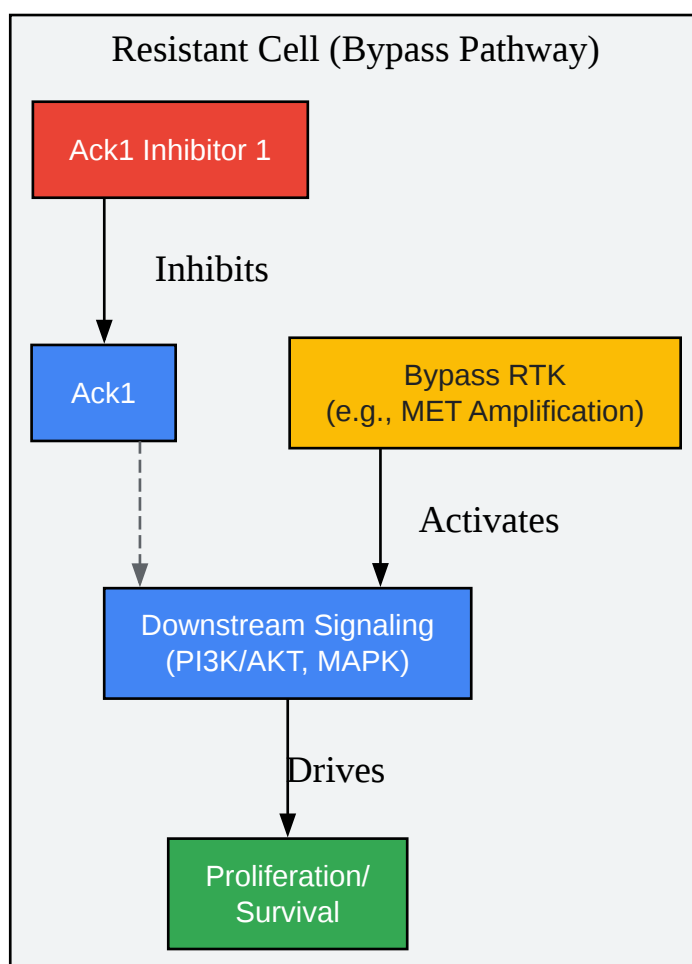 Resistant Cell (Bypass Pathway)
Ack1 Inhibitor 1
Inhibits
Ack1
Bypass RTK
(e.g., MET Amplification)
Activates
Downstream Signaling
(PI3K/AKT, MAPK)
Drives
Proliferation/
Survival